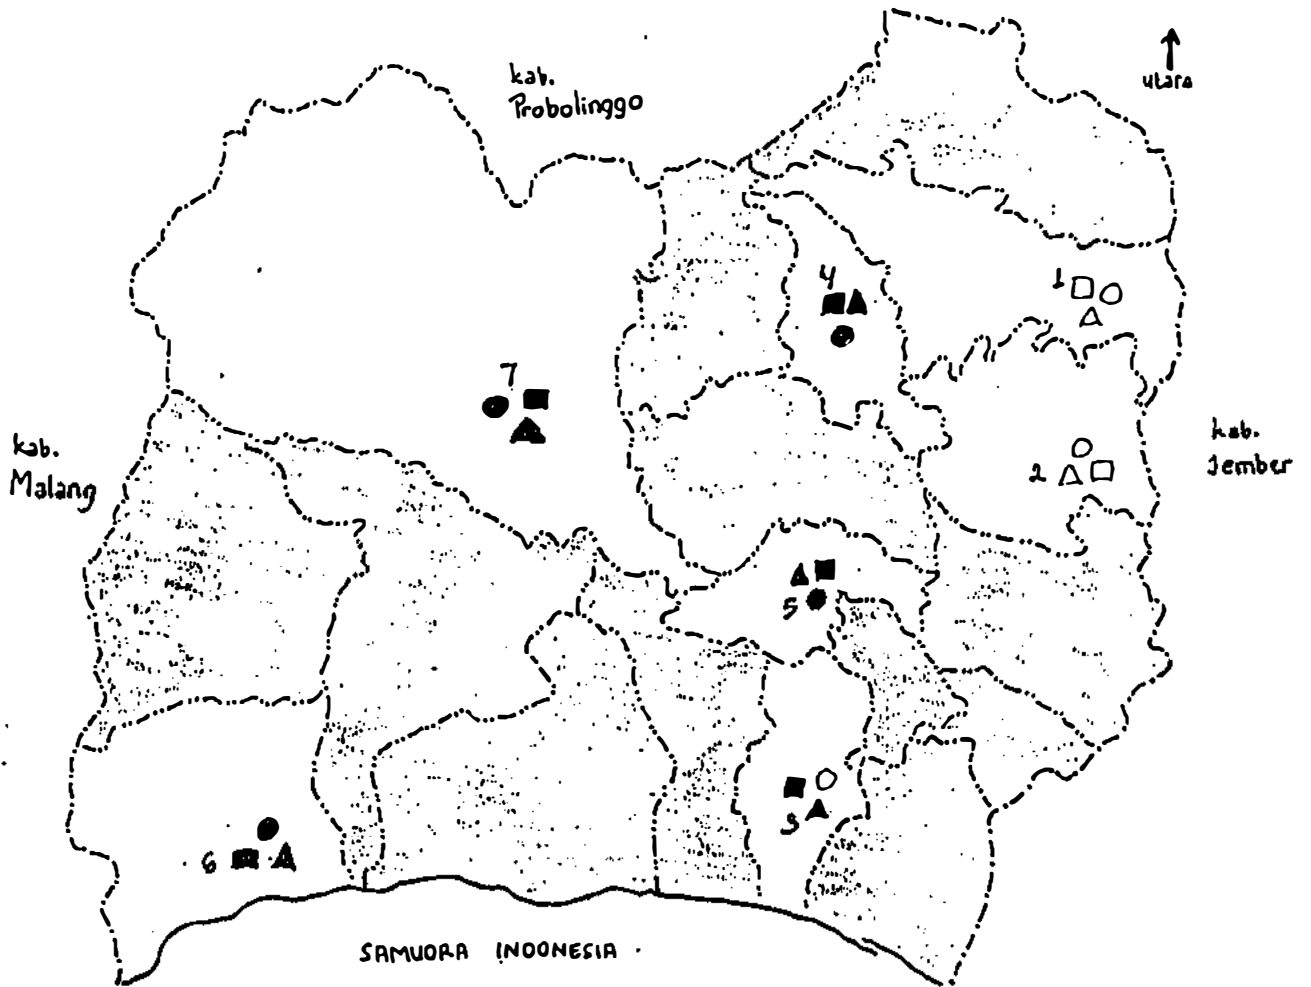 kab.
Probolinggo
utara
4
1
7
kab.
Malang
kab.
Jember
2
5
3
6
SAMUDRA INDONESIA